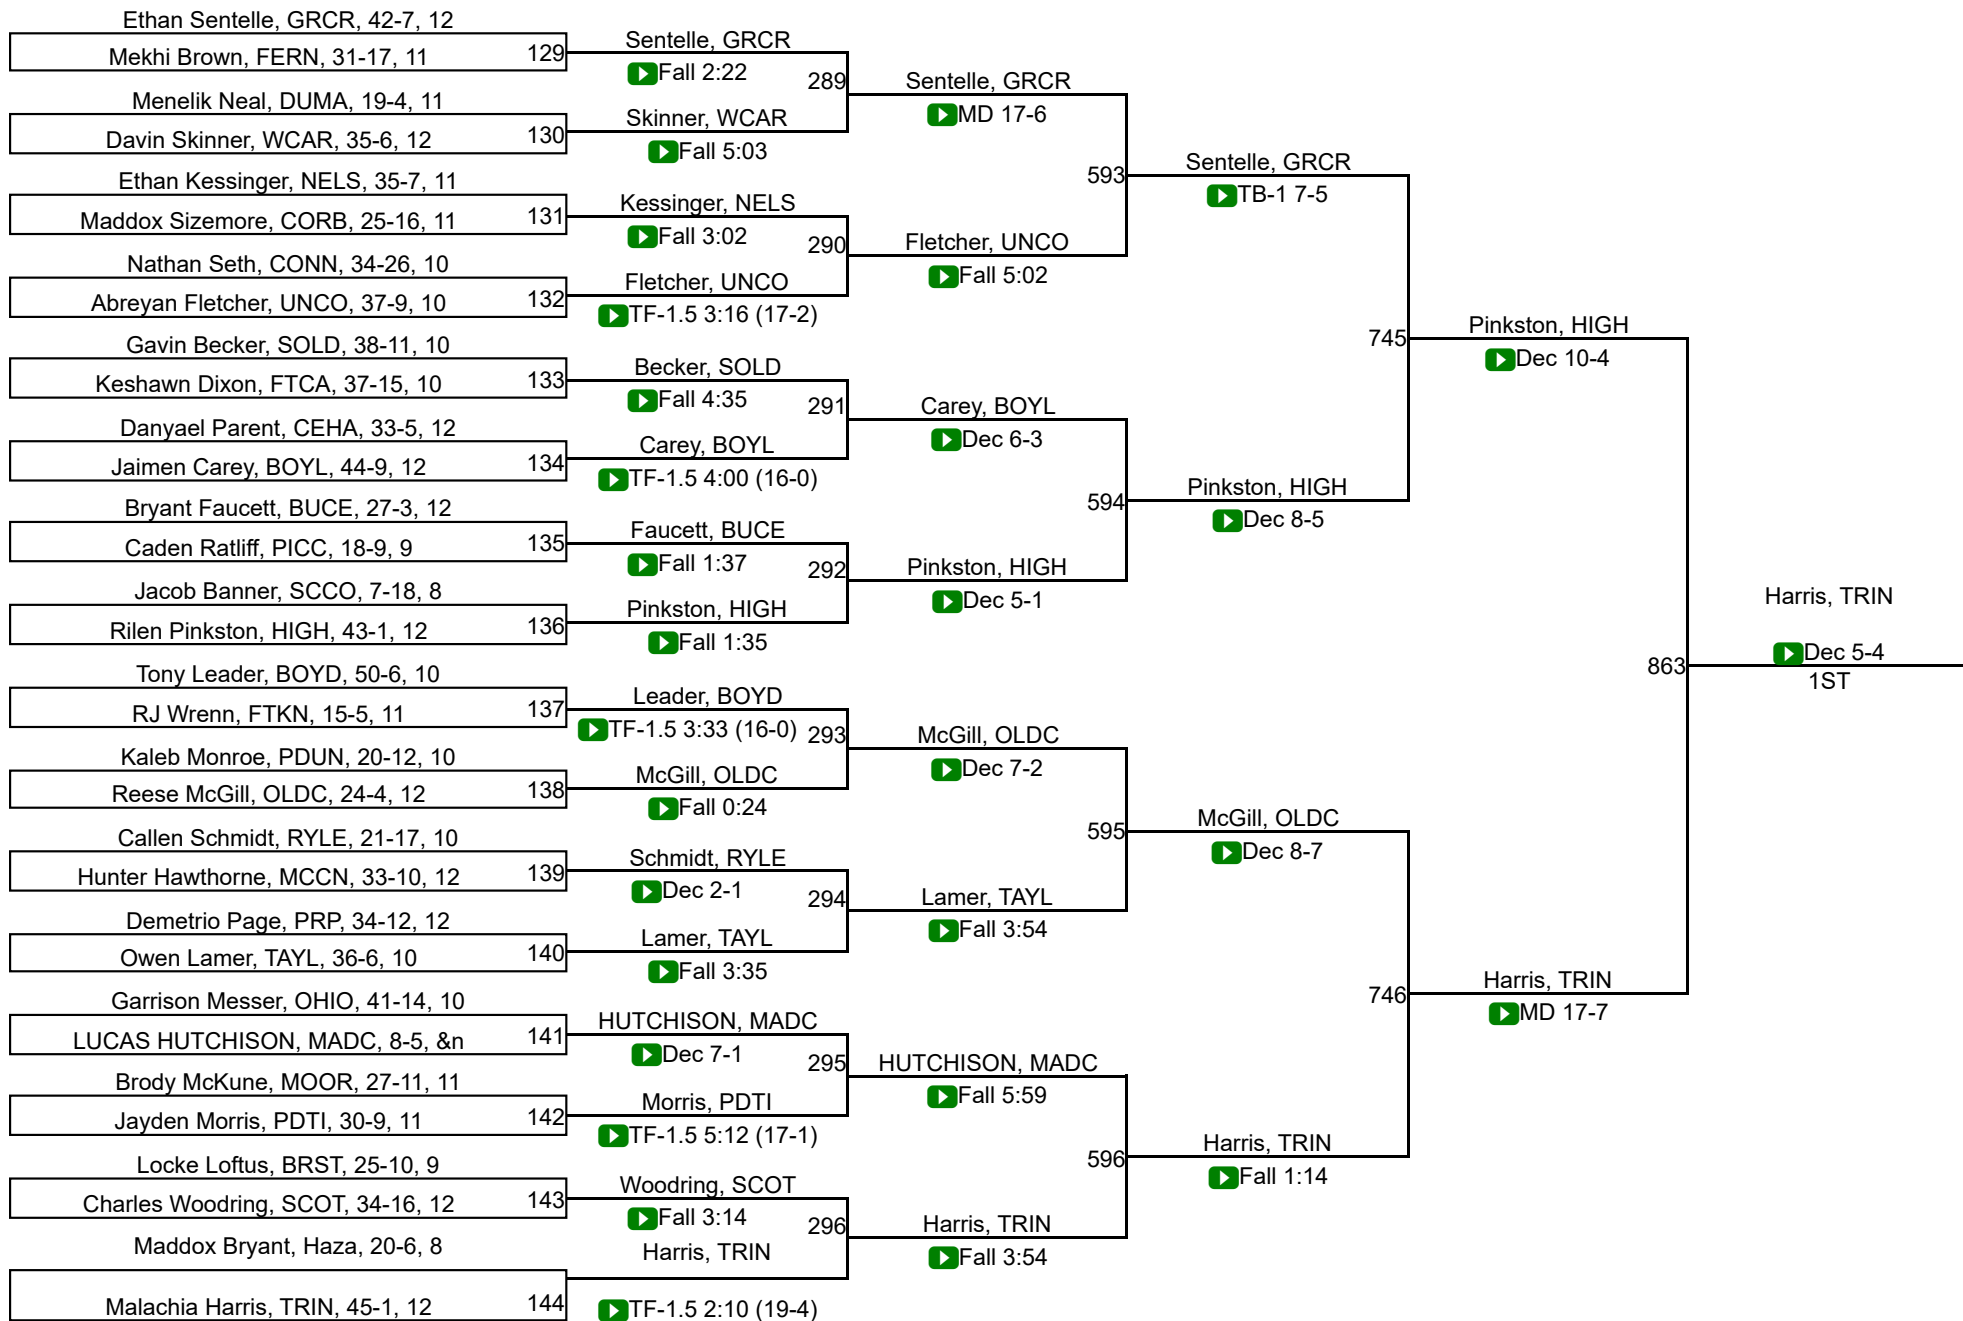 Ethan Sentelle, GRCR, 42-7, 12
Mekhi Brown, FERN, 31-17, 11
129
Menelik Neal, DUMA, 19-4, 11
Davin Skinner, WCAR, 35-6, 12
130
Ethan Kessinger, NELS, 35-7, 11
Maddox Sizemore, CORB, 25-16, 11
131
Nathan Seth, CONN, 34-26, 10
Abreyan Fletcher, UNCO, 37-9, 10
132
Gavin Becker, SOLD, 38-11, 10
Keshawn Dixon, FTCA, 37-15, 10
133
Danyael Parent, CEHA, 33-5, 12
Jaimen Carey, BOYL, 44-9, 12
134
Bryant Faucett, BUCE, 27-3, 12
Caden Ratliff, PICC, 18-9, 9
135
Jacob Banner, SCCO, 7-18, 8
Rilen Pinkston, HIGH, 43-1, 12
136
Tony Leader, BOYD, 50-6, 10
RJ Wrenn, FTKN, 15-5, 11
137
Kaleb Monroe, PDUN, 20-12, 10
Reese McGill, OLDC, 24-4, 12
138
Callen Schmidt, RYLE, 21-17, 10
Hunter Hawthorne, MCCN, 33-10, 12
139
Demetrio Page, PRP, 34-12, 12
Owen Lamer, TAYL, 36-6, 10
140
Garrison Messer, OHIO, 41-14, 10
LUCAS HUTCHISON, MADC, 8-5, &n
141
Brody McKune, MOOR, 27-11, 11
Jayden Morris, PDTI, 30-9, 11
142
Locke Loftus, BRST, 25-10, 9
Charles Woodring, SCOT, 34-16, 12
143
Maddox Bryant, Haza, 20-6, 8
Malachia Harris, TRIN, 45-1, 12
144
Sentelle, GRCR
Fall 2:22
289
Skinner, WCAR
Fall 5:03
Kessinger, NELS
Fall 3:02
290
Fletcher, UNCO
TF-1.5 3:16 (17-2)
Becker, SOLD
Fall 4:35
291
Carey, BOYL
TF-1.5 4:00 (16-0)
Faucett, BUCE
Fall 1:37
292
Pinkston, HIGH
Fall 1:35
Leader, BOYD
TF-1.5 3:33 (16-0)
293
McGill, OLDC
Fall 0:24
Schmidt, RYLE
Dec 2-1
294
Lamer, TAYL
Fall 3:35
HUTCHISON, MADC
Dec 7-1
295
Morris, PDTI
TF-1.5 5:12 (17-1)
Woodring, SCOT
Fall 3:14
296
Harris, TRIN
TF-1.5 2:10 (19-4)
Sentelle, GRCR
MD 17-6
593
Fletcher, UNCO
Fall 5:02
Carey, BOYL
Dec 6-3
594
Pinkston, HIGH
Dec 5-1
McGill, OLDC
Dec 7-2
595
Lamer, TAYL
Fall 3:54
HUTCHISON, MADC
Fall 5:59
596
Harris, TRIN
Fall 3:54
Sentelle, GRCR
TB-1 7-5
745
Pinkston, HIGH
Dec 8-5
McGill, OLDC
Dec 8-7
746
Harris, TRIN
Fall 1:14
Pinkston, HIGH
Dec 10-4
863
Harris, TRIN
MD 17-7
Harris, TRIN
Dec 5-4
1ST